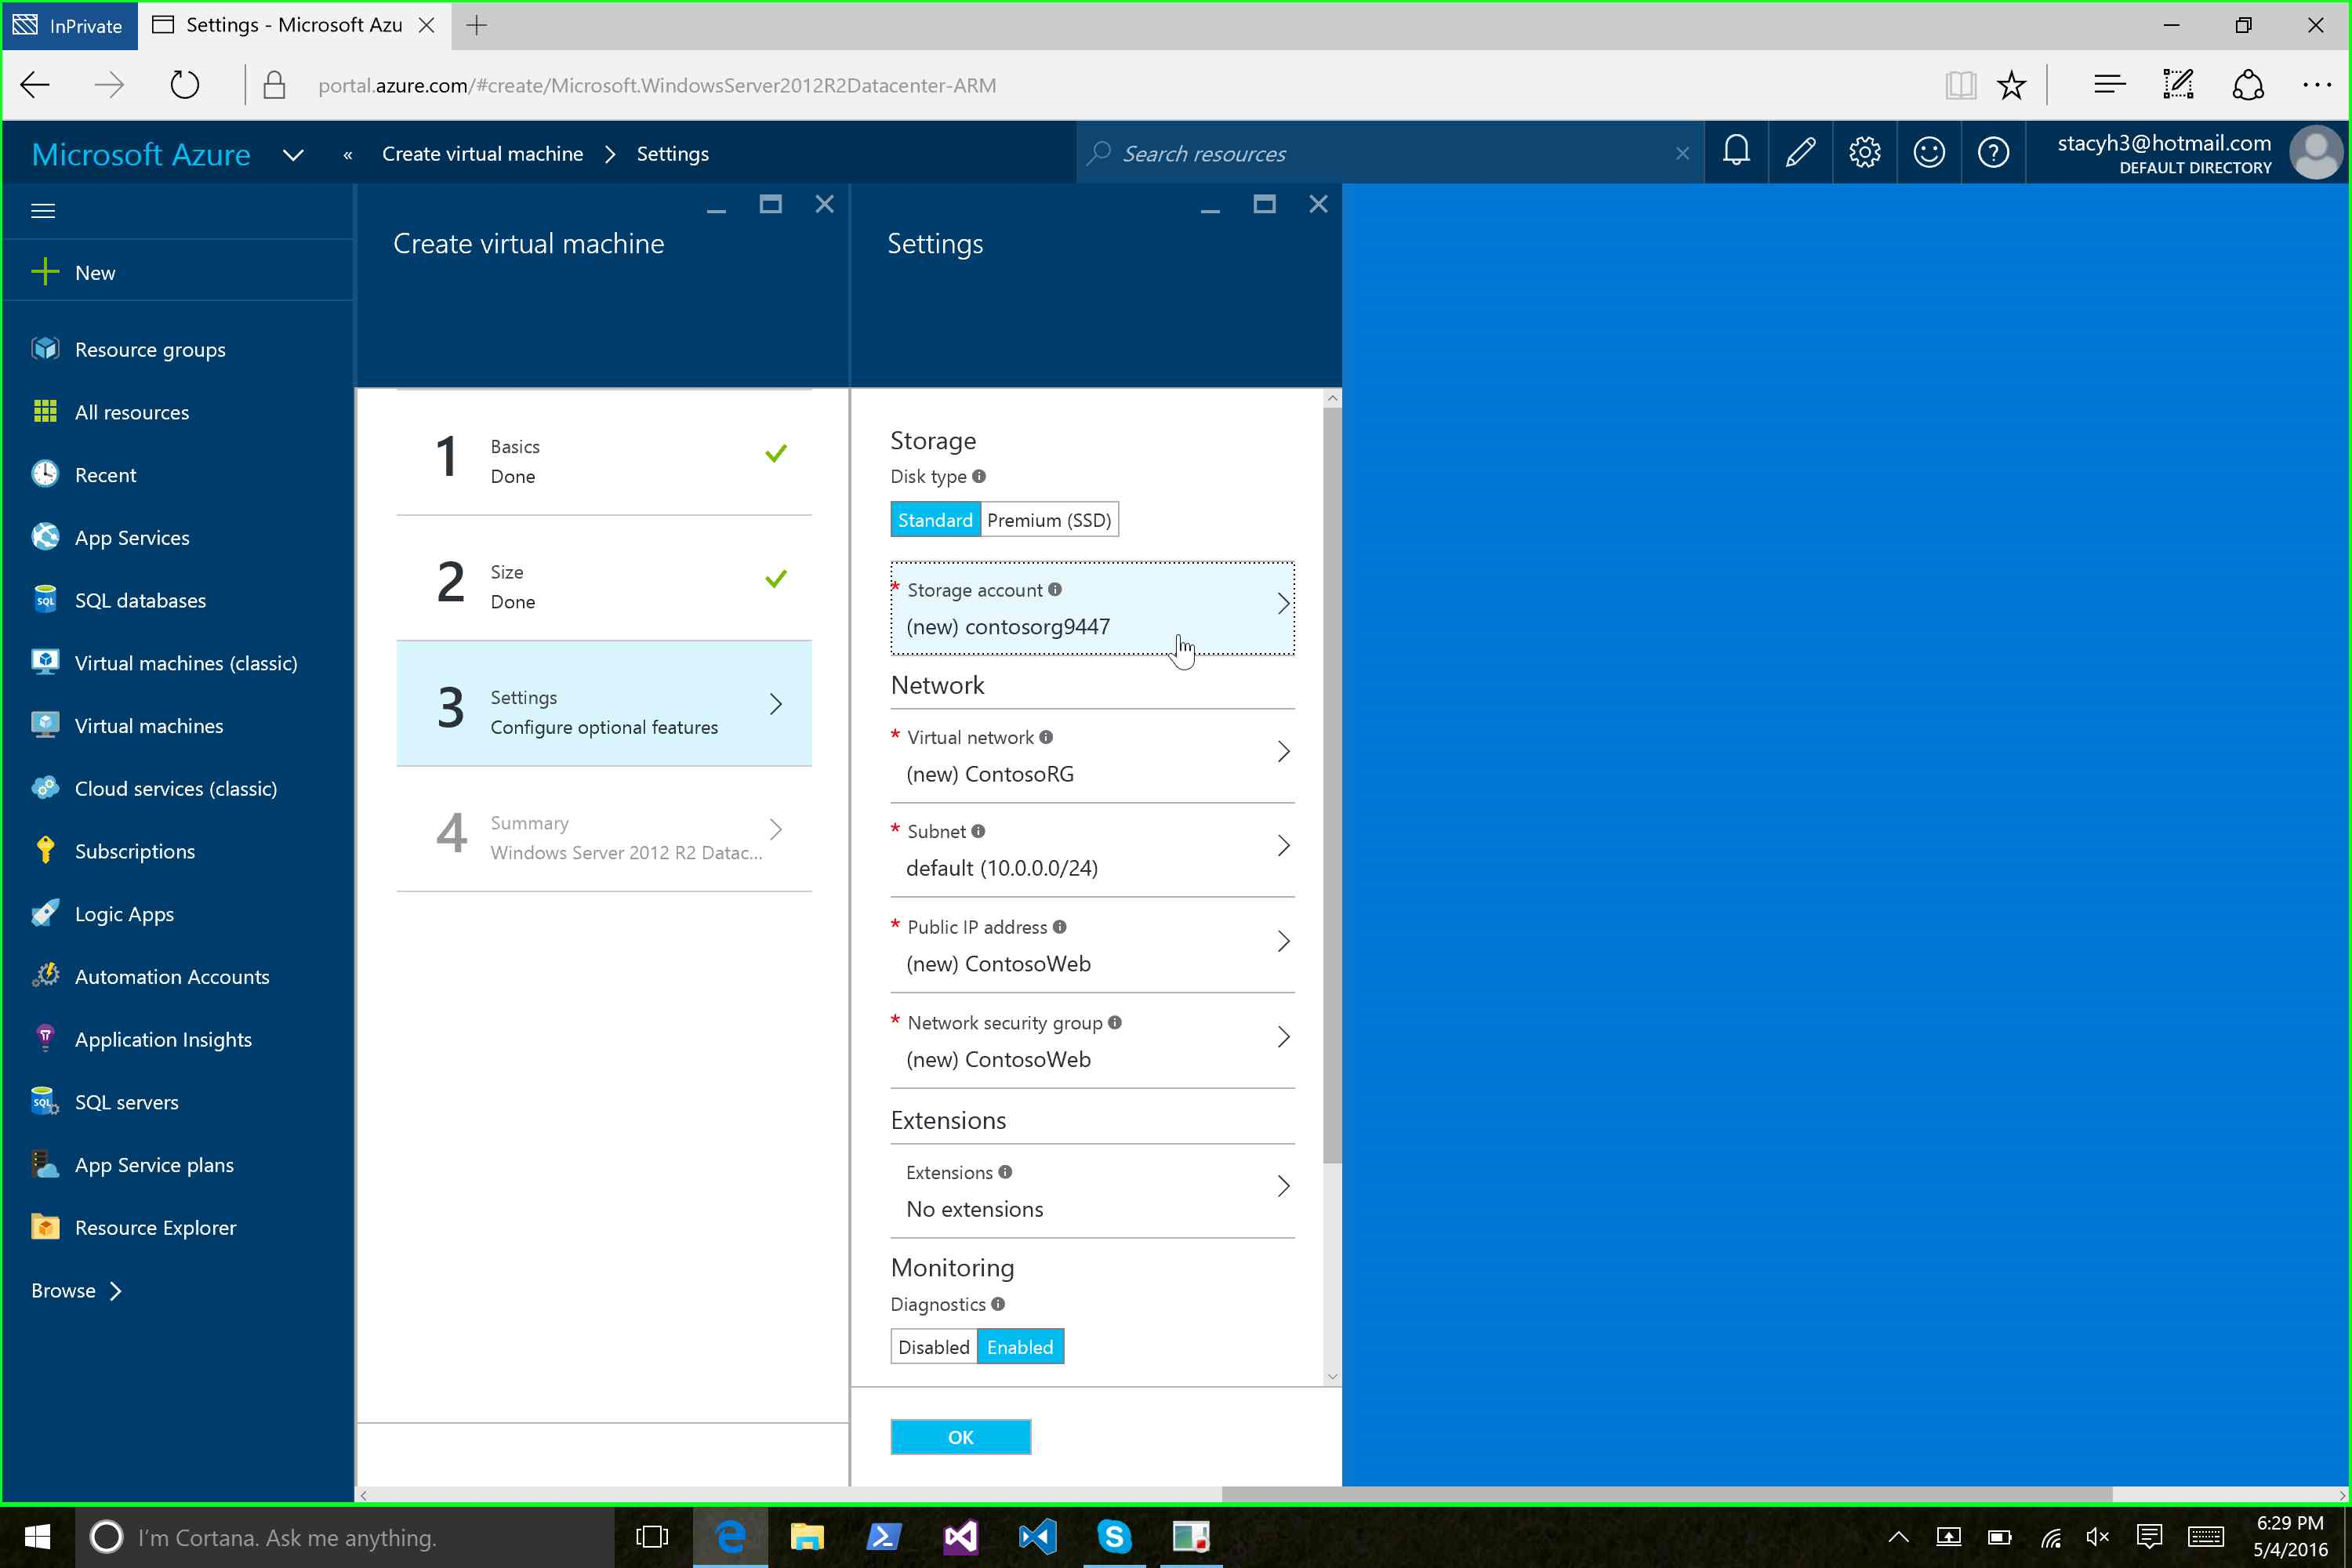 InPrivate
Settings - Microsoft Azu
portal.azure.com/#create/Microsoft.WindowsServer2012R2Datacenter-ARM
Microsoft Azure
«
Create virtual machine
Settings
Search resources
stacyh3@hotmail.com
DEFAULT DIRECTORY
New
Resource groups
All resources
Recent
App Services
SQL databases
Virtual machines (classic)
Virtual machines
Cloud services (classic)
Subscriptions
Logic Apps
Automation Accounts
Application Insights
SQL servers
App Service plans
Resource Explorer
Browse
Create virtual machine
1
Basics
Done
2
Size
Done
3
Settings
Configure optional features
4
Summary
Windows Server 2012 R2 Datac...
Settings
Storage
Disk type
Standard
Premium (SSD)
* Storage account
(new) contosorg9447
Network
* Virtual network
(new) ContosoRG
* Subnet
default (10.0.0.0/24)
* Public IP address
(new) ContosoWeb
* Network security group
(new) ContosoWeb
Extensions
Extensions
No extensions
Monitoring
Diagnostics
Disabled
Enabled
OK
I'm Cortana. Ask me anything.
6:29 PM
5/4/2016